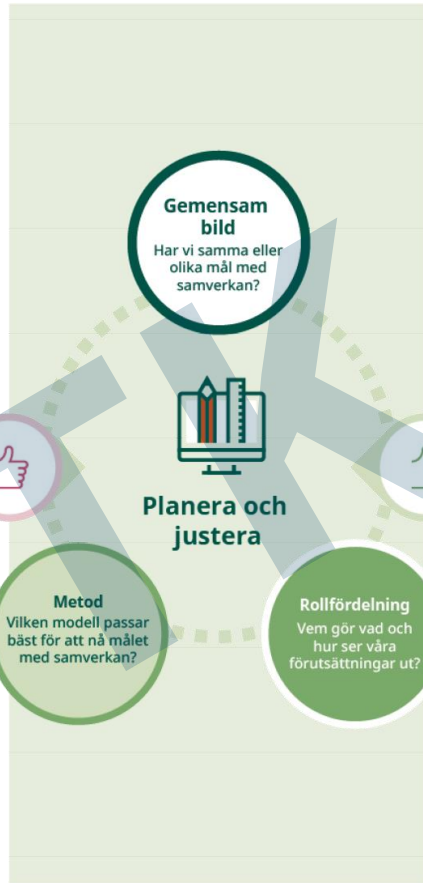 Gemensam
bild
Har vi samma eller
olika mål med
samverkan?
Planera och
justera
Metod
Vilken modell passar
bäst för att nå målet
med samverkan?
Rollfördelning
Vem gör vad och
hur ser våra
förutsättningar ut?